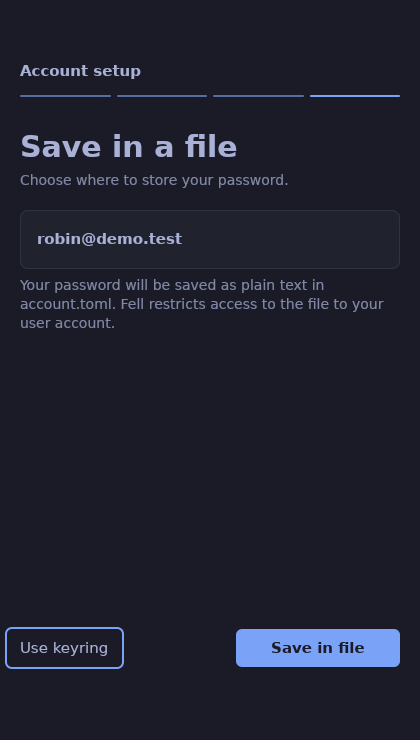 Account setup
Save in a file
Choose where to store your password.
robin@demo.test
Your password will be saved as plain text in
account.toml. Fell restricts access to the file to your
user account.
Use keyring
Save in file